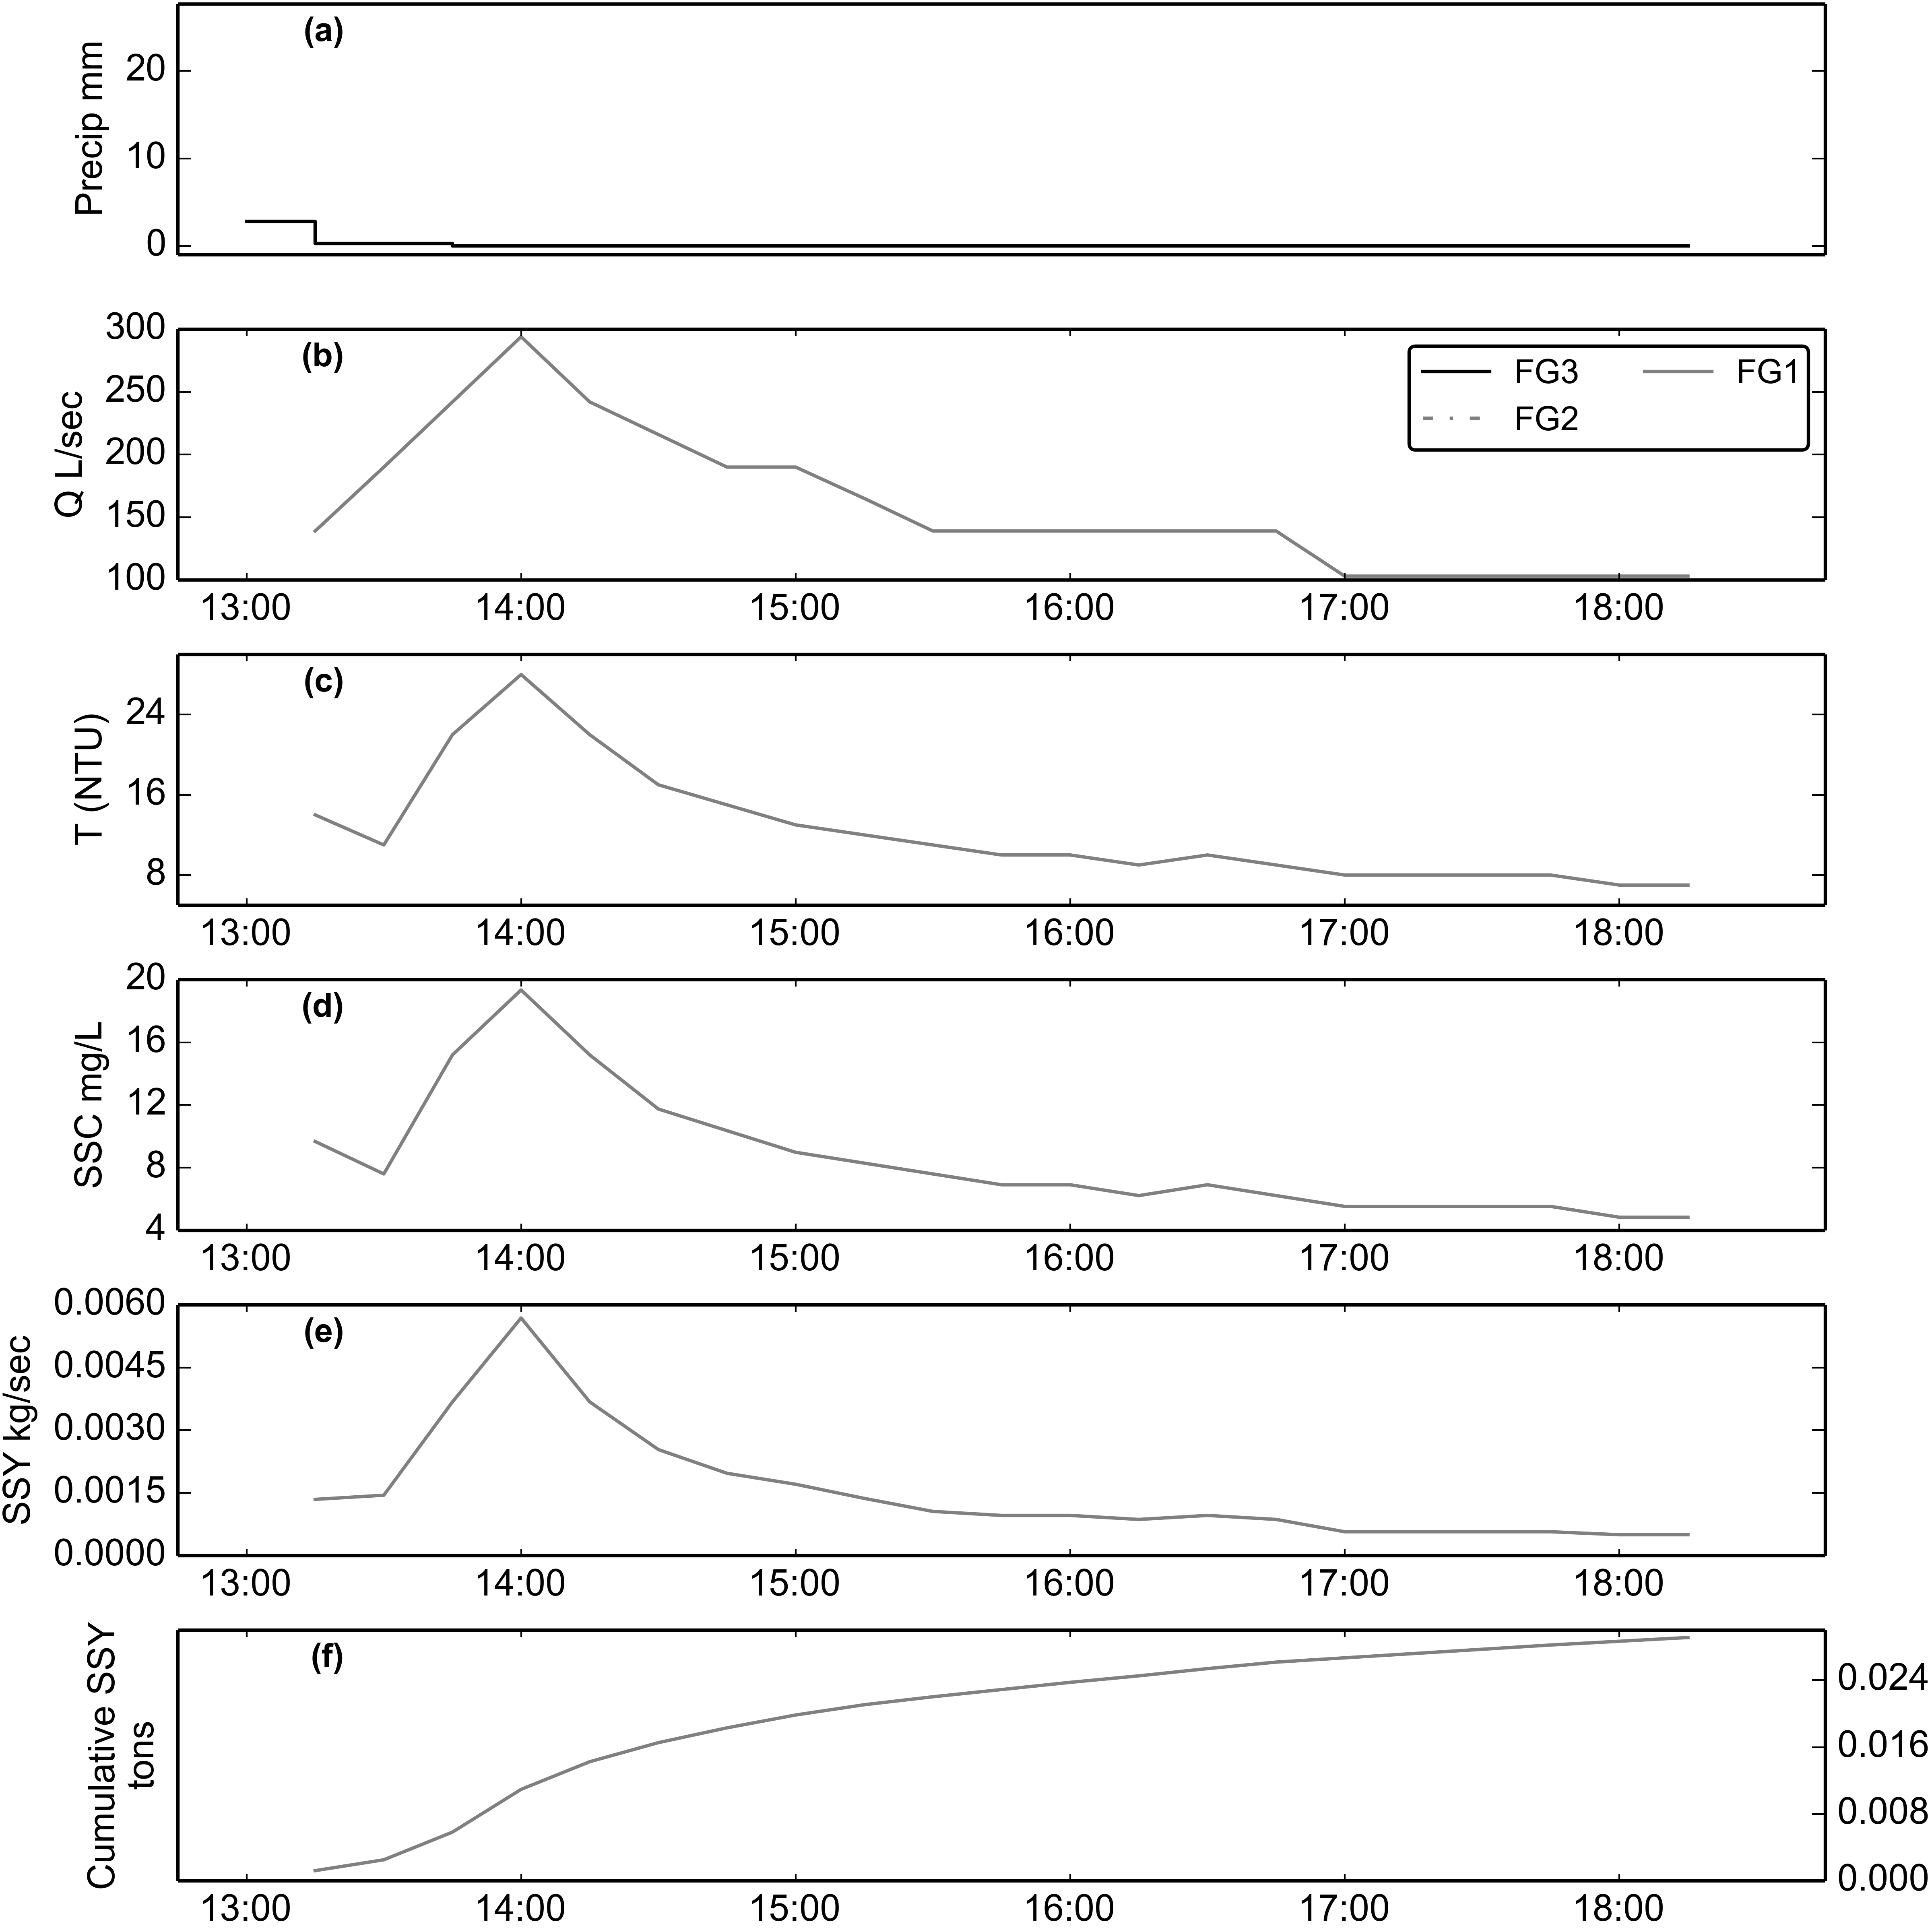 (a)
Precip mm
20
10
0
(b)
Q L/sec
300
250
200
150
100
FG3 FG1
FG2
13:00 14:00 15:00 16:00 17:00 18:00
(c)
T (NTU)
24
16
8
13:00 14:00 15:00 16:00 17:00 18:00
(d)
SSC mg/L
20
16
12
8
4
13:00 14:00 15:00 16:00 17:00 18:00
(e)
SSY kg/sec
0.0060
0.0045
0.0030
0.0015
0.0000
13:00 14:00 15:00 16:00 17:00 18:00
(f)
Cumulative SSY
tons
0.024
0.016
0.008
0.000
13:00 14:00 15:00 16:00 17:00 18:00